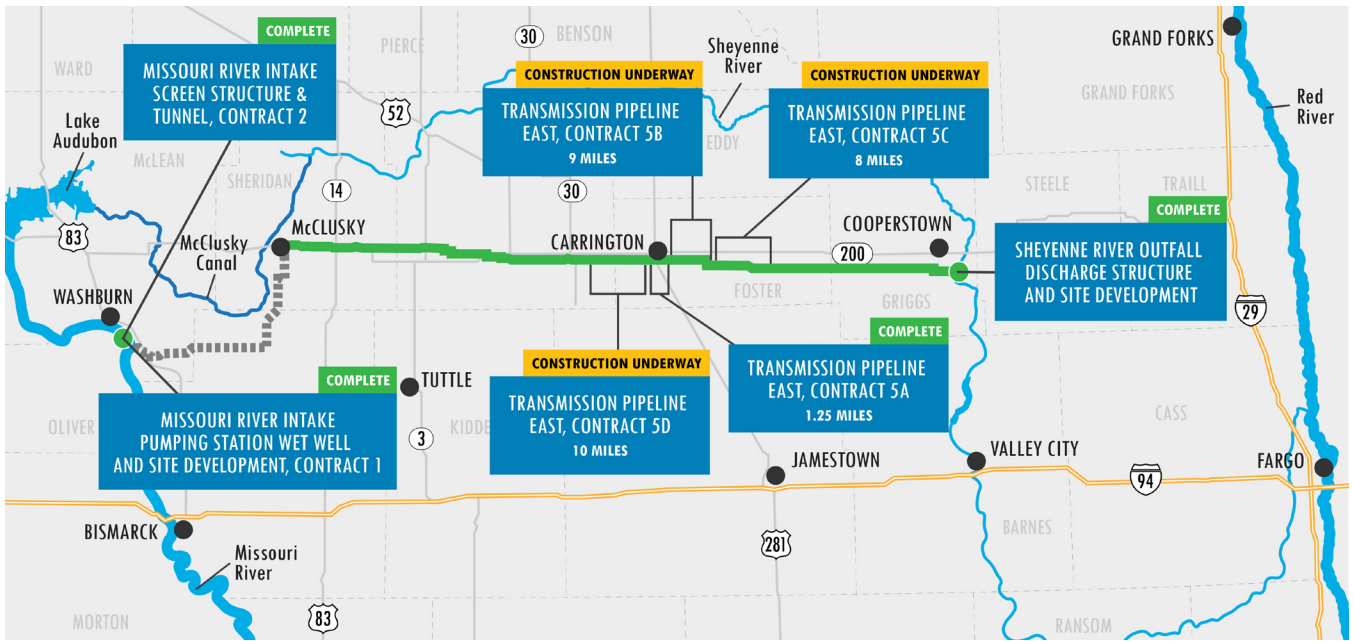 COMPLETE
MISSOURI RIVER INTAKE
SCREEN STRUCTURE &
TUNNEL, CONTRACT 2
PIERCE
30
BENSON
GRAND FORKS
WARD
Sheyenne
River
CONSTRUCTION UNDERWAY
TRANSMISSION PIPELINE
EAST, CONTRACT 5B
9 MILES
CONSTRUCTION UNDERWAY
TRANSMISSION PIPELINE
EAST, CONTRACT 5C
8 MILES
GRAND FORKS
Red
River
52
Lake
Audubon
McLEAN
EDDY
SHERIDAN
14
30
STEELE
TRAILL
83
McCLUSKY
McClusky
Canal
CARRINGTON
COOPERSTOWN
200
COMPLETE
SHEYENNE RIVER OUTFALL
DISCHARGE STRUCTURE
AND SITE DEVELOPMENT
WASHBURN
FOSTER
GRIGGS
29
COMPLETE
TRANSMISSION PIPELINE
EAST, CONTRACT 5A
1.25 MILES
CONSTRUCTION UNDERWAY
TRANSMISSION PIPELINE
EAST, CONTRACT 5D
10 MILES
COMPLETE
MISSOURI RIVER INTAKE
PUMPING STATION WET WELL
AND SITE DEVELOPMENT, CONTRACT 1
TUTTLE
OLIVER
3
KIDDE
CASS
JAMESTOWN
VALLEY CITY
FARGO
94
BISMARCK
BARNES
281
Missouri
River
MORTON
83
RANSOM